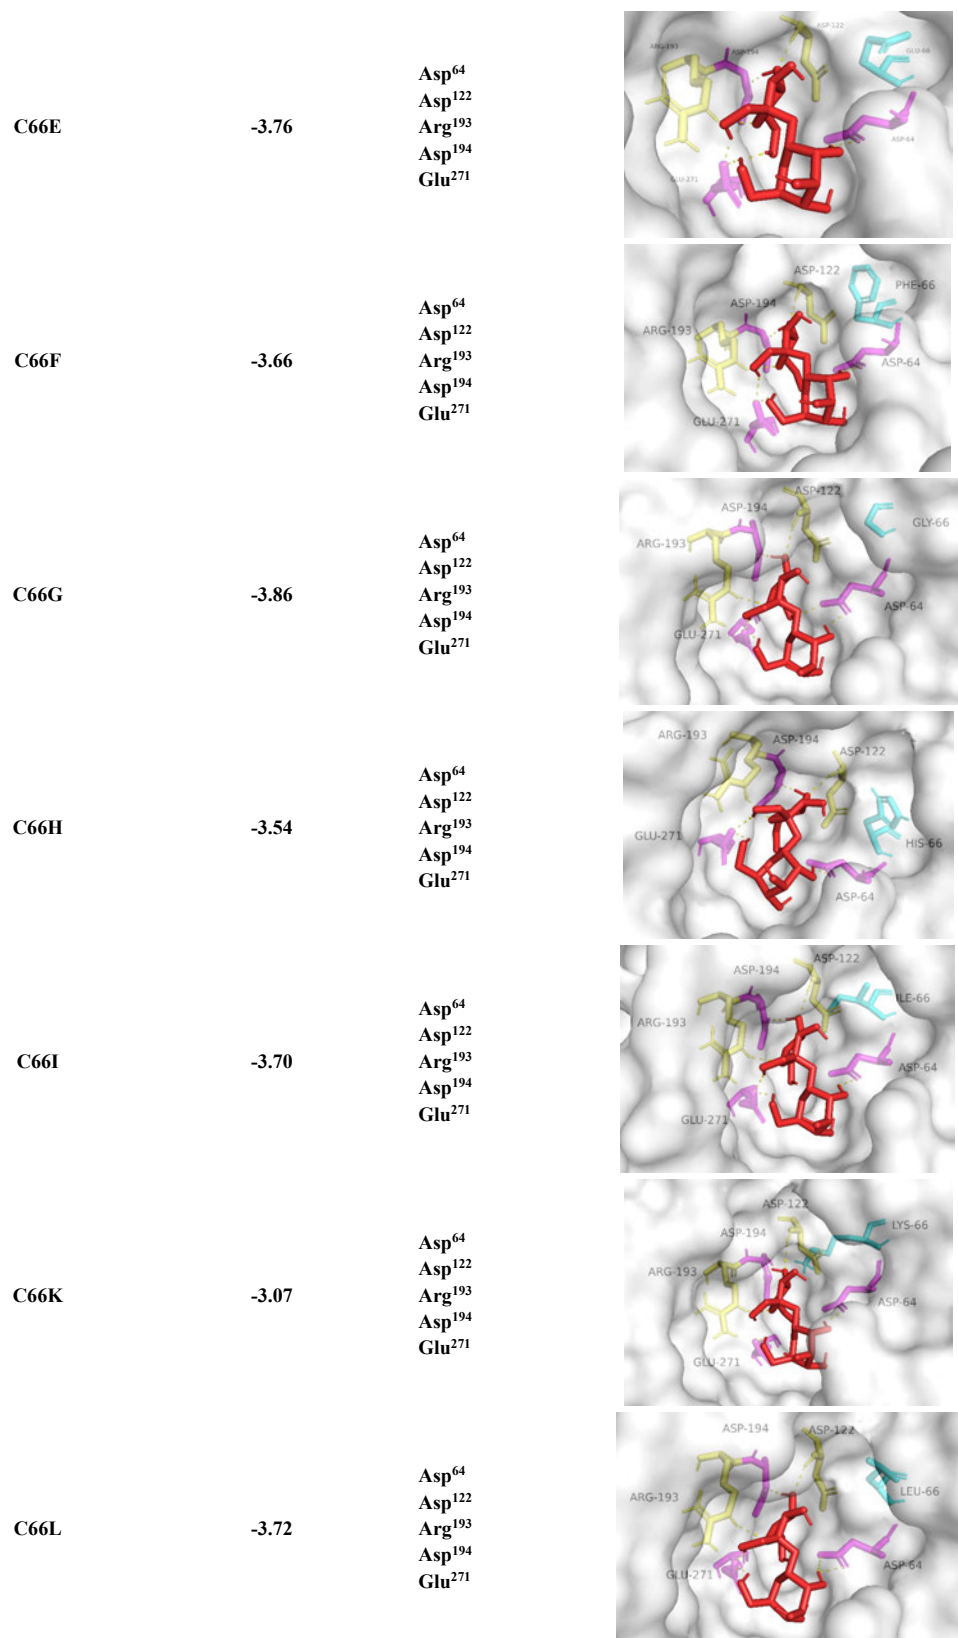 C66E
-3.76
Asp⁶⁴
Asp¹²²
Arg¹⁹³
Asp¹⁹⁴
Glu²⁷¹
ARG-193
ASP-194
ASP-122
GLU-66
ASP-64
GLU-271
C66F
-3.66
Asp⁶⁴
Asp¹²²
Arg¹⁹³
Asp¹⁹⁴
Glu²⁷¹
ASP-122
PHE-66
ASP-194
ARG-193
ASP-64
GLU-271
C66G
-3.86
Asp⁶⁴
Asp¹²²
Arg¹⁹³
Asp¹⁹⁴
Glu²⁷¹
ASP-122
ASP-194
GLY-66
ARG-193
ASP-64
GLU-271
C66H
-3.54
Asp⁶⁴
Asp¹²²
Arg¹⁹³
Asp¹⁹⁴
Glu²⁷¹
ARG-193
ASP-194
ASP-122
GLU-271
HIS-66
ASP-64
C66I
-3.70
Asp⁶⁴
Asp¹²²
Arg¹⁹³
Asp¹⁹⁴
Glu²⁷¹
ASP-122
ASP-194
ILE-66
ARG-193
ASP-64
GLU-271
C66K
-3.07
Asp⁶⁴
Asp¹²²
Arg¹⁹³
Asp¹⁹⁴
Glu²⁷¹
ASP-122
LYS-66
ASP-194
ARG-193
ASP-64
GLU-271
C66L
-3.72
Asp⁶⁴
Asp¹²²
Arg¹⁹³
Asp¹⁹⁴
Glu²⁷¹
ASP-194
ASP-122
LEU-66
ARG-193
ASP-64
GLU-271